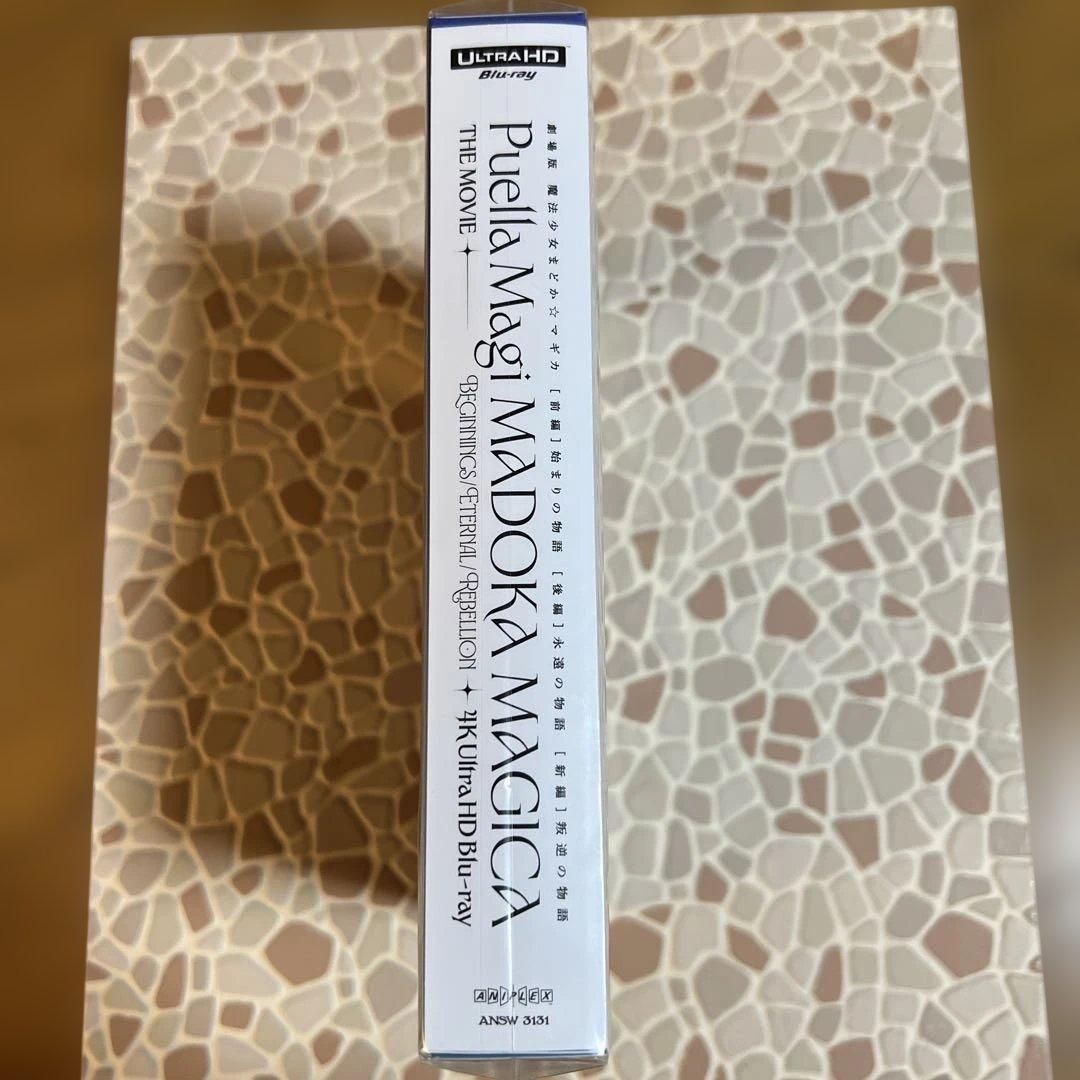 ULTRA HD
Blu-ray
劇場版 魔法少女まどか☆マギカ [前編]始まりの物語 [後編]永遠の物語 [新編]叛逆の物語
Puella Magi MADOKA MAGICA
THE MOVIE
BEGINNINGS/ETERNAL/REBELLION
4K Ultra HD Blu-ray
ANIPLEX
ANSW 3131